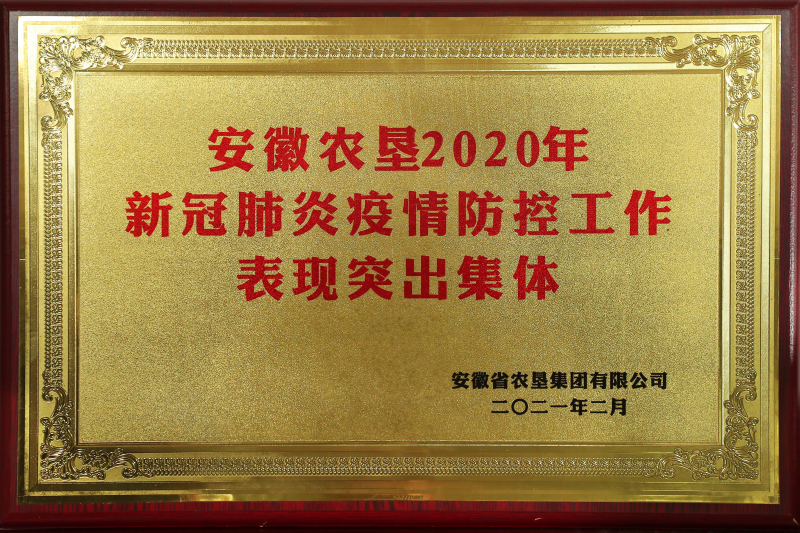 安徽农垦2020年
新冠肺炎疫情防控工作
表现突出集体
安徽省农垦集团有限公司
二〇二一年二月